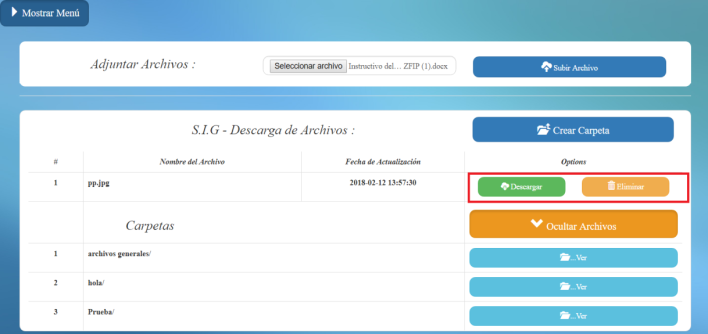 Mostrar Menú
Adjuntar Archivos :
Seleccionar archivo Instructivo del... ZFIP (1).docx
Subir Archivo
S.I.G - Descarga de Archivos :
Crear Carpeta
# Nombre del Archivo Fecha de Actualización Options
1 pp.jpg 2018-02-12 13:57:30 Descargar Eliminar
Carpetas
Ocultar Archivos
1 archivos generales/ ...Ver
2 hola/ ...Ver
3 Prueba/ ...Ver